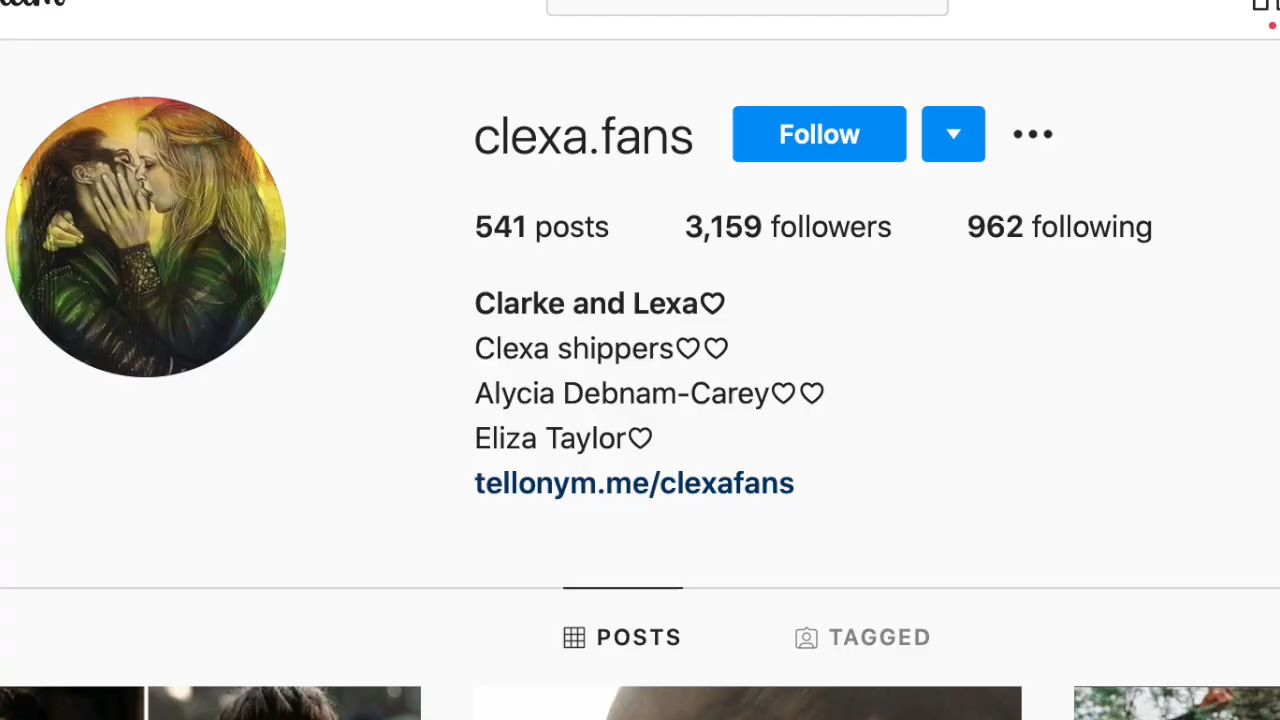 clexa.fans
Follow
541 posts 3,159 followers 962 following
Clarke and Lexa♡
Clexa shippers♡♡
Alycia Debnam-Carey♡♡
Eliza Taylor♡
tellonym.me/clexafans
POSTS TAGGED